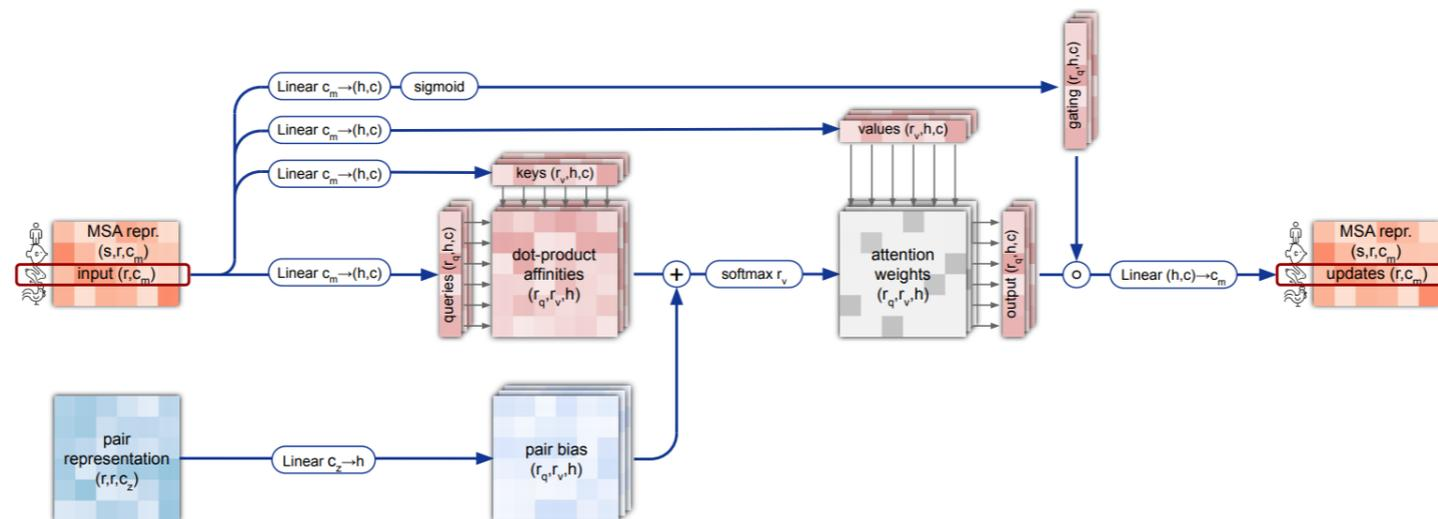 gating (r_q,h,c)
Linear c_m→(h,c)
sigmoid
Linear c_m→(h,c)
values (r_v,h,c)
Linear c_m→(h,c)
keys (r_v,h,c)
MSA repr.
(s,r,c_m)
input (r,c_m)
Linear c_m→(h,c)
queries (r_q,h,c)
dot-product
affinities
(r_q,r_v,h)
+
softmax r_v
attention
weights
(r_q,r_v,h)
output (r_q,h,c)
Linear (h,c)→c_m
MSA repr.
(s,r,c_m)
updates (r,c_m)
pair
representation
(r,r,c_z)
Linear c_z→h
pair bias
(r_q,r_v,h)